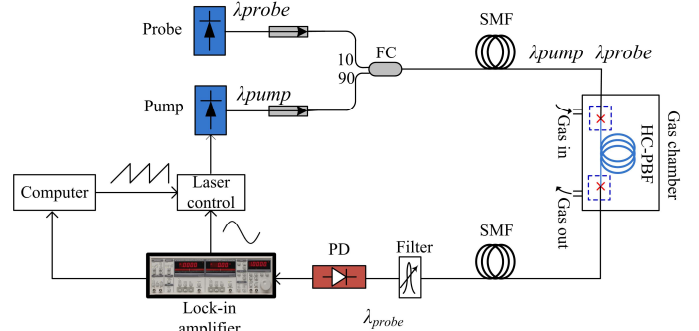 λprobe
SMF
Probe
FC
10
λpump λprobe
90
λpump
Pump
Gas in
HC-PBF
Gas chamber
Computer
Laser
control
Gas out
SMF
PD
Filter
Lock-in
amplifier
λprobe